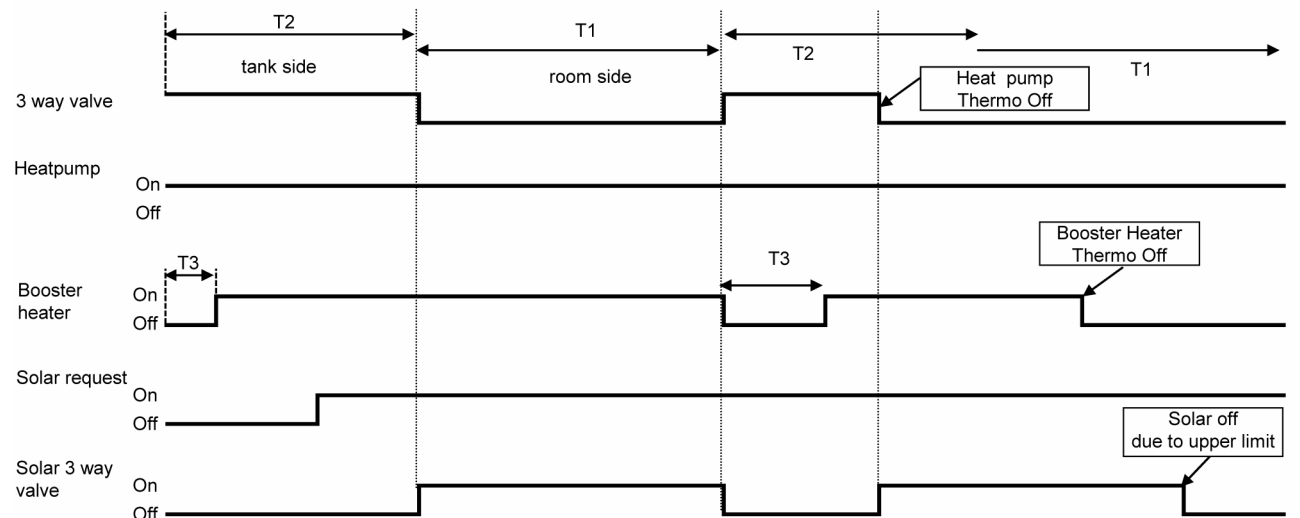 T2
T1
T2
T1
tank side
room side
Heat pump
Thermo Off
3 way valve
Heatpump
On
Off
Booster Heater
Thermo Off
T3
T3
Booster
heater
On
Off
Solar request
On
Off
Solar off
due to upper limit
Solar 3 way
valve
On
Off